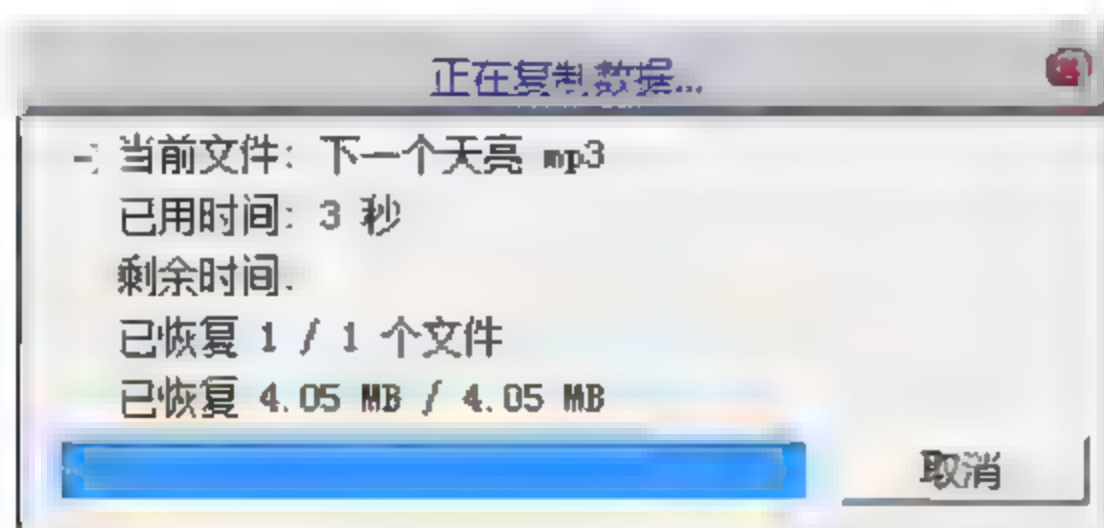 正在复制数据...
当前文件: 下一个天亮 mp3
已用时间: 3 秒
剩余时间:
已恢复 1 / 1 个文件
已恢复 4.05 MB / 4.05 MB
取消